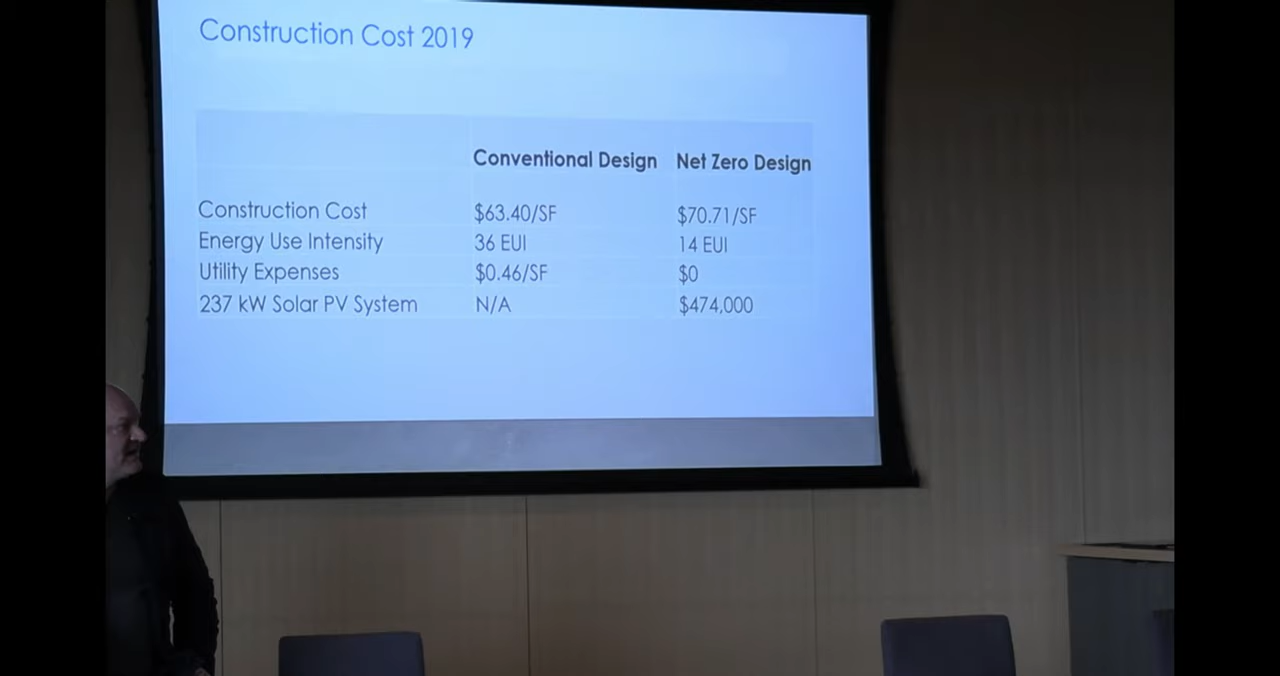 Construction Cost 2019
Conventional Design Net Zero Design
Construction Cost $63.40/SF $70.71/SF
Energy Use Intensity 36 EUI 14 EUI
Utility Expenses $0.46/SF $0
237 kW Solar PV System N/A $474,000